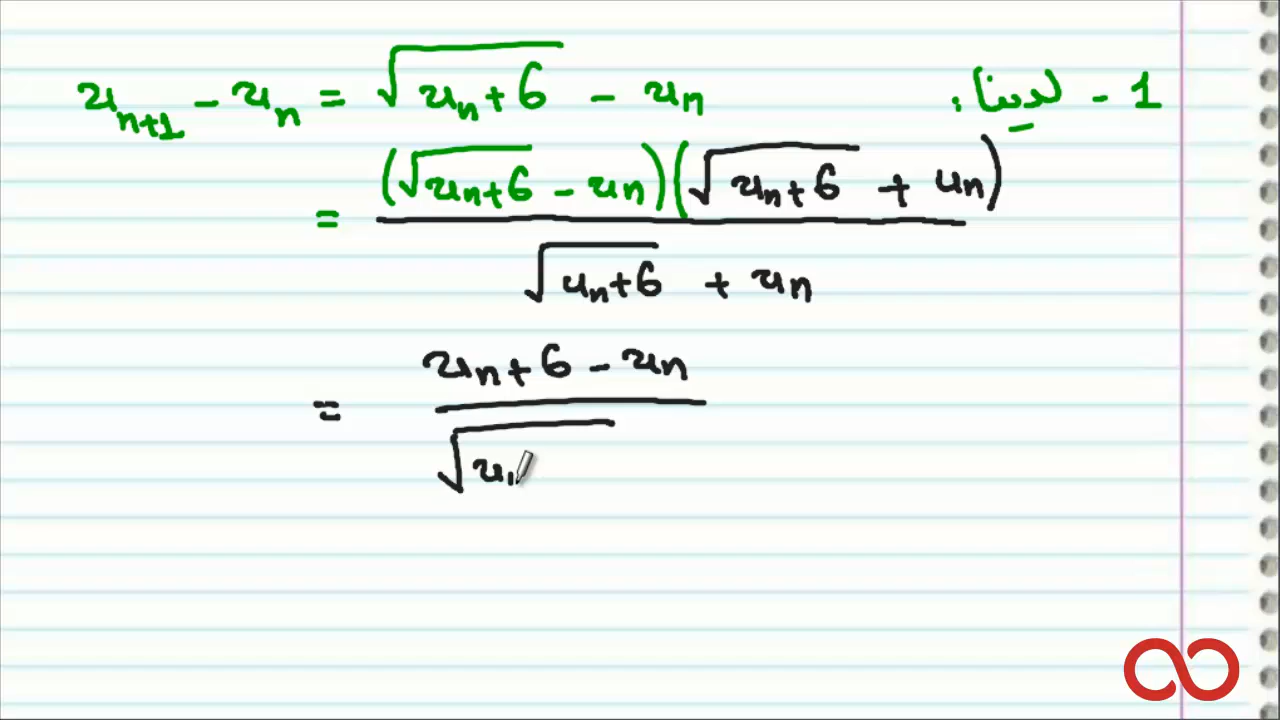 1 - لدينا :
u_{n+1} - u_n = √(u_n + 6) - u_n
= (√(u_n + 6) - u_n)(√(u_n + 6) + u_n)
√(u_n + 6) + u_n
= u_n + 6 - u_n
√u